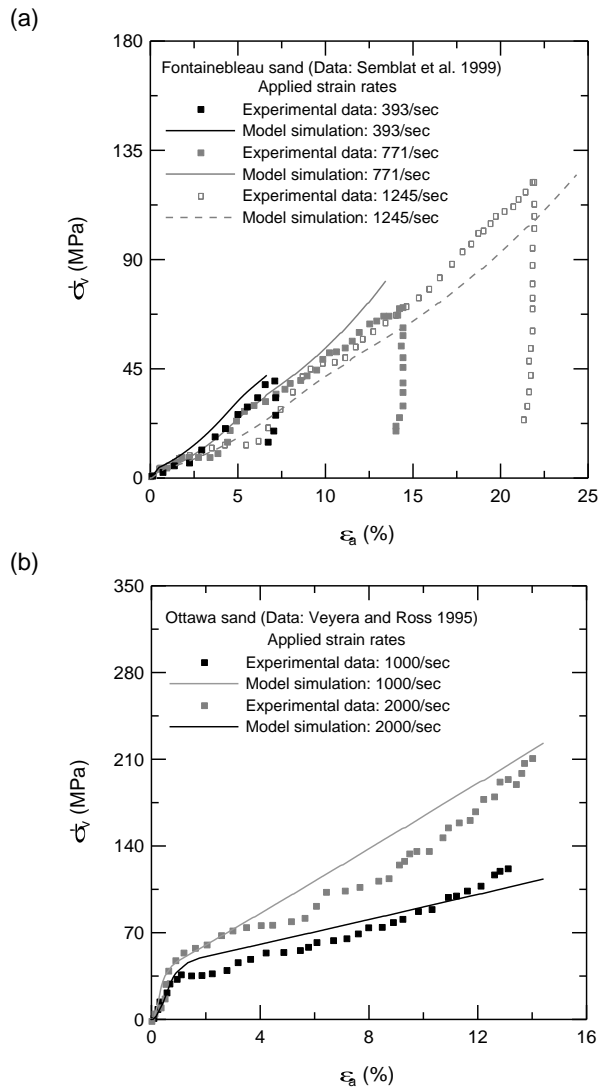 (a)
180
135
90
45
0
σ'v (MPa)
Fontainebleau sand (Data: Semblat et al. 1999)
Applied strain rates
Experimental data: 393/sec
Model simulation: 393/sec
Experimental data: 771/sec
Model simulation: 771/sec
Experimental data: 1245/sec
Model simulation: 1245/sec
0 5 10 15 20 25
εa (%)
(b)
350
280
210
140
70
0
σ'v (MPa)
Ottawa sand (Data: Veyera and Ross 1995)
Applied strain rates
Experimental data: 1000/sec
Model simulation: 1000/sec
Experimental data: 2000/sec
Model simulation: 2000/sec
0 4 8 12 16
εa (%)